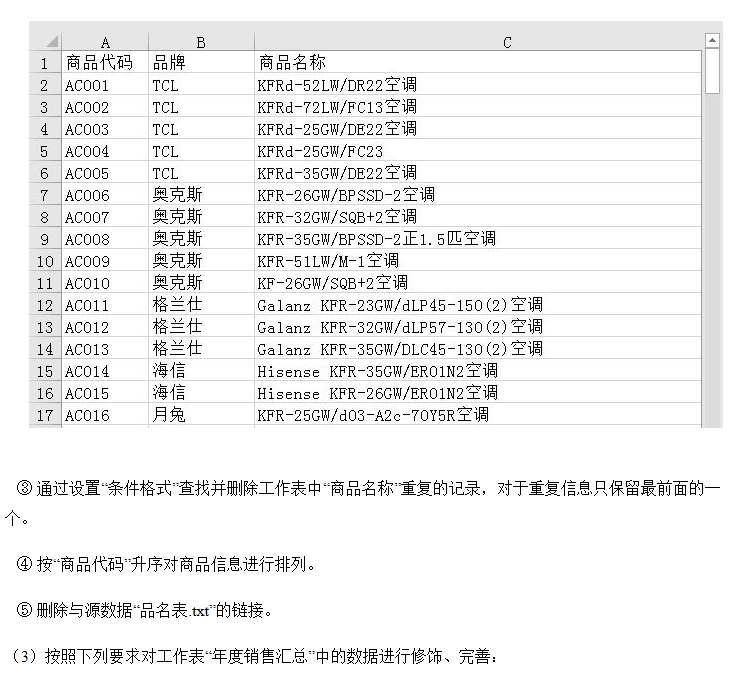 A B C
1 商品代码 品牌 商品名称
2 AC001 TCL KFRd-52LW/DR22空调
3 AC002 TCL KFRd-72LW/FC13空调
4 AC003 TCL KFRd-25GW/DE22空调
5 AC004 TCL KFRd-25GW/FC23
6 AC005 TCL KFRd-35GW/DE22空调
7 AC006 奥克斯 KFR-26GW/BPSSD-2空调
8 AC007 奥克斯 KFR-32GW/SQB+2空调
9 AC008 奥克斯 KFR-35GW/BPSSD-2正1.5匹空调
10 AC009 奥克斯 KFR-51LW/M-1空调
11 AC010 奥克斯 KF-26GW/SQB+2空调
12 AC011 格兰仕 Galanz KFR-23GW/dLP45-150(2)空调
13 AC012 格兰仕 Galanz KFR-32GW/dLP57-130(2)空调
14 AC013 格兰仕 Galanz KFR-35GW/DLC45-130(2)空调
15 AC014 海信 Hisense KFR-35GW/ER01N2空调
16 AC015 海信 Hisense KFR-26GW/ER01N2空调
17 AC016 月兔 KFR-25GW/d03-A2c-70Y5R空调
③ 通过设置“条件格式”查找并删除工作表中“商品名称”重复的记录，对于重复信息只保留最前面的一
个。
④ 按“商品代码”升序对商品信息进行排列。
⑤ 删除与源数据“品名表.txt”的链接。
（3）按照下列要求对工作表“年度销售汇总”中的数据进行修饰、完善：